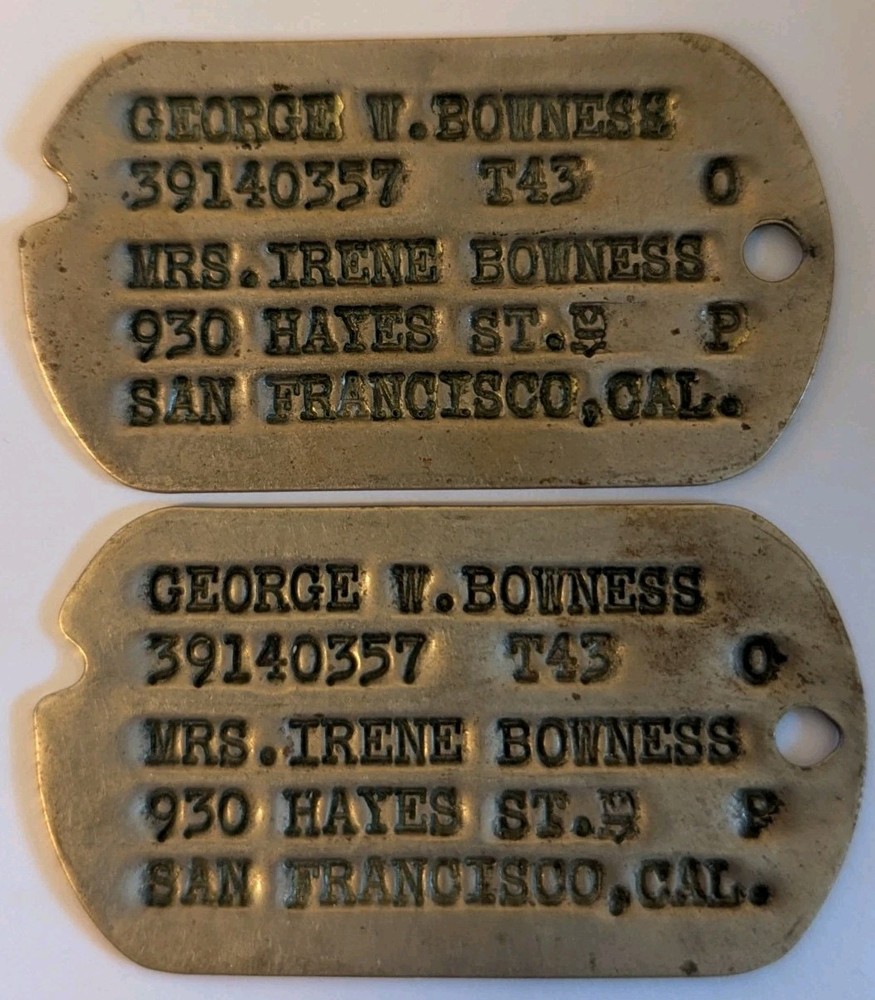 GEORGE W.BOWNESS
39140357 T43 O
MRS.IRENE BOWNESS
930 HAYES ST. P
SAN FRANCISCO,CAL.
GEORGE W.BOWNESS
39140357 T43 O
MRS.IRENE BOWNESS
930 HAYES ST. P
SAN FRANCISCO,CAL.